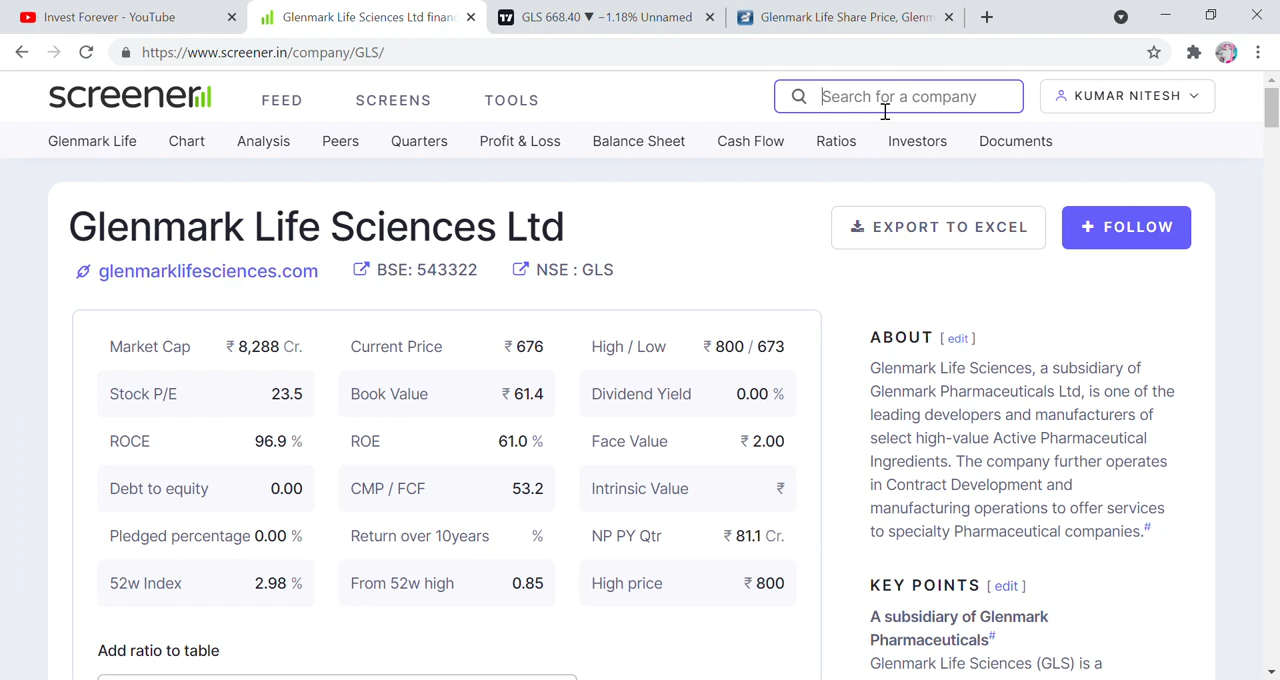 Invest Forever - YouTube
Glenmark Life Sciences Ltd financ
GLS 668.40 ▼ −1.18% Unnamed
Glenmark Life Share Price, Glenm
https://www.screener.in/company/GLS/
screener
FEED
SCREENS
TOOLS
Search for a company
KUMAR NITESH
Glenmark Life
Chart
Analysis
Peers
Quarters
Profit & Loss
Balance Sheet
Cash Flow
Ratios
Investors
Documents
Glenmark Life Sciences Ltd
EXPORT TO EXCEL
+ FOLLOW
glenmarklifesciences.com
BSE: 543322
NSE : GLS
Market Cap ₹ 8,288 Cr.
Current Price ₹ 676
High / Low ₹ 800 / 673
Stock P/E 23.5
Book Value ₹ 61.4
Dividend Yield 0.00 %
ROCE 96.9 %
ROE 61.0 %
Face Value ₹ 2.00
Debt to equity 0.00
CMP / FCF 53.2
Intrinsic Value ₹
Pledged percentage 0.00 %
Return over 10years %
NP PY Qtr ₹ 81.1 Cr.
52w Index 2.98 %
From 52w high 0.85
High price ₹ 800
Add ratio to table
ABOUT [ edit ]
Glenmark Life Sciences, a subsidiary of
Glenmark Pharmaceuticals Ltd, is one of the
leading developers and manufacturers of
select high-value Active Pharmaceutical
Ingredients. The company further operates
in Contract Development and
manufacturing operations to offer services
to specialty Pharmaceutical companies.#
KEY POINTS [ edit ]
A subsidiary of Glenmark
Pharmaceuticals#
Glenmark Life Sciences (GLS) is a